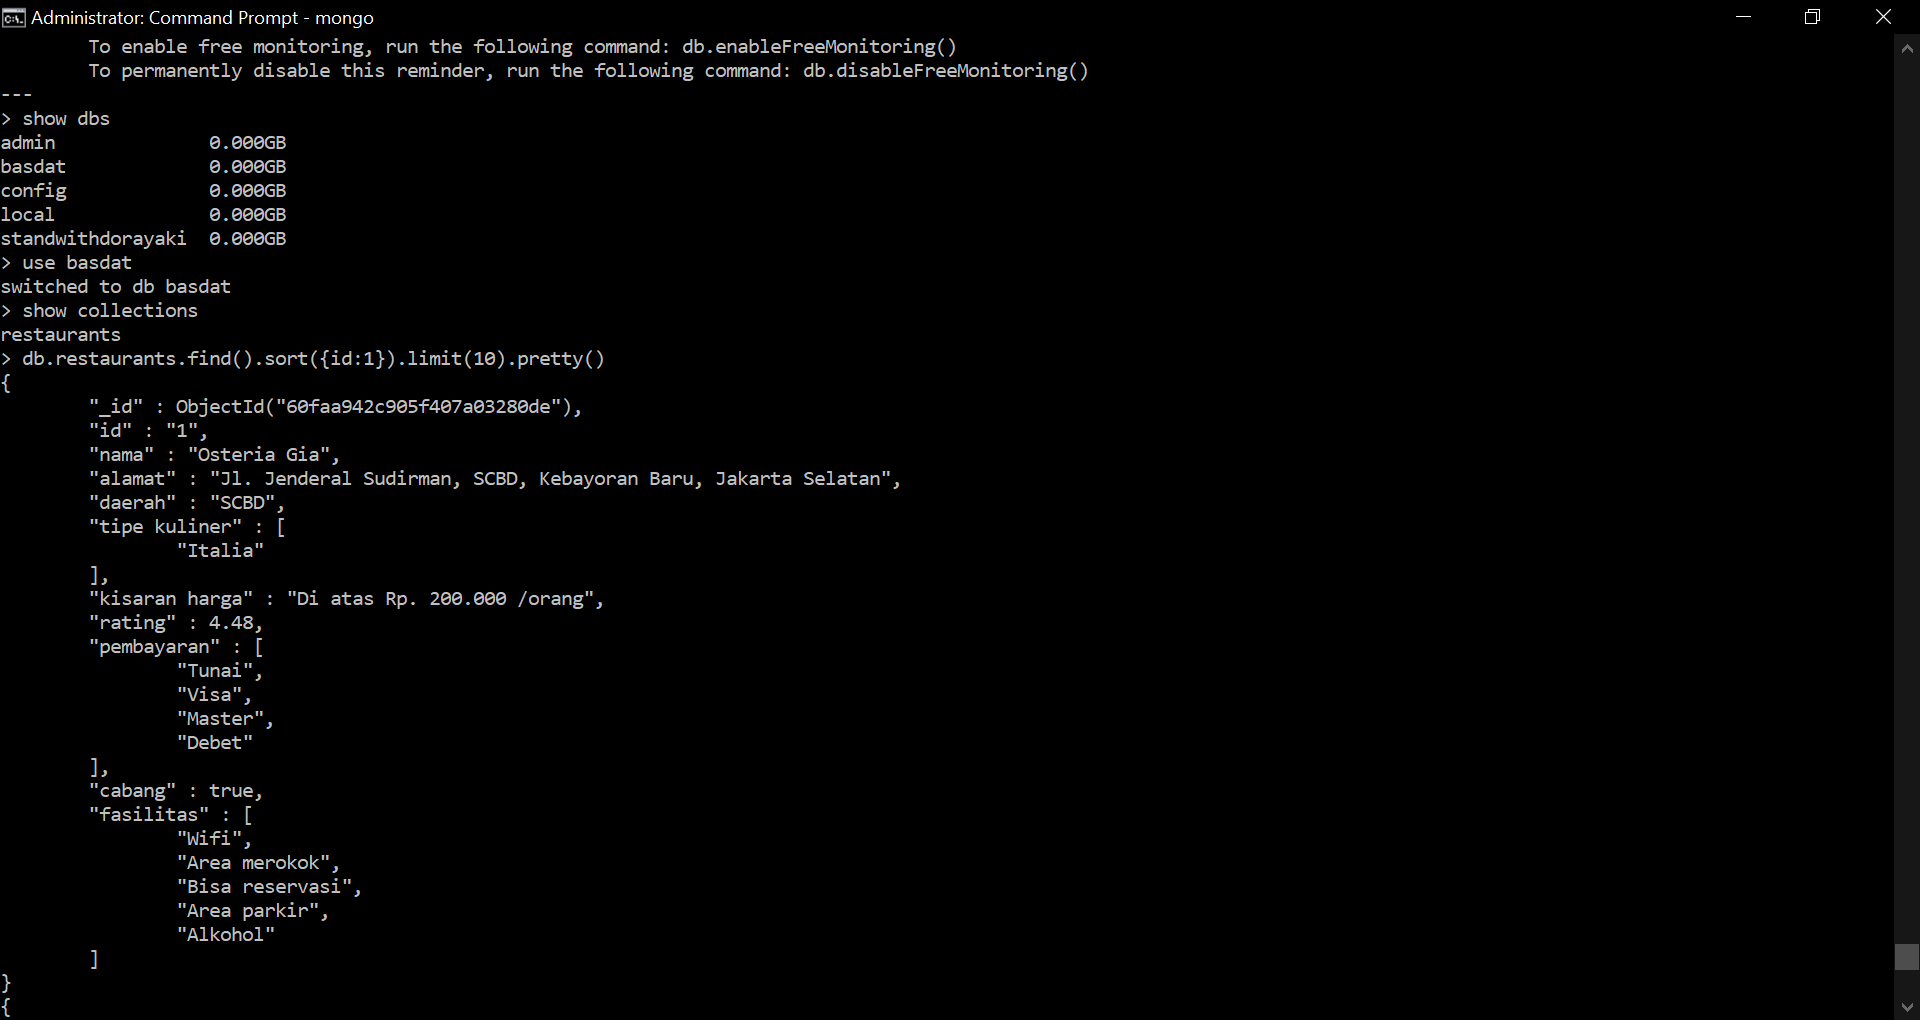 Administrator: Command Prompt - mongo
To enable free monitoring, run the following command: db.enableFreeMonitoring()
To permanently disable this reminder, run the following command: db.disableFreeMonitoring()
---
> show dbs
admin 0.000GB
basdat 0.000GB
config 0.000GB
local 0.000GB
standwithdorayaki 0.000GB
> use basdat
switched to db basdat
> show collections
restaurants
> db.restaurants.find().sort({id:1}).limit(10).pretty()
{
"_id" : ObjectId("60faa942c905f407a03280de"),
"id" : "1",
"nama" : "Osteria Gia",
"alamat" : "Jl. Jenderal Sudirman, SCBD, Kebayoran Baru, Jakarta Selatan",
"daerah" : "SCBD",
"tipe kuliner" : [
"Italia"
],
"kisaran harga" : "Di atas Rp. 200.000 /orang",
"rating" : 4.48,
"pembayaran" : [
"Tunai",
"Visa",
"Master",
"Debet"
],
"cabang" : true,
"fasilitas" : [
"Wifi",
"Area merokok",
"Bisa reservasi",
"Area parkir",
"Alkohol"
]
}
{